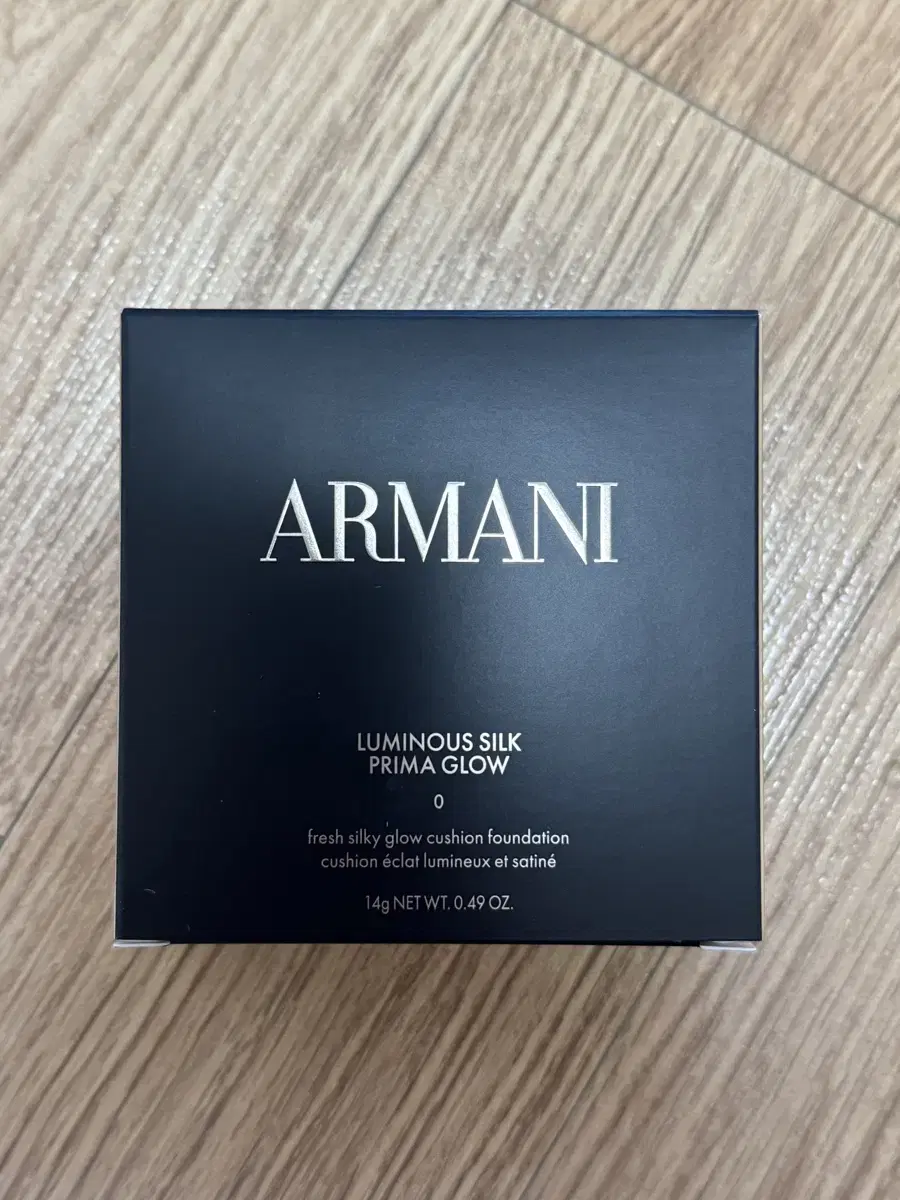 ARMANI
LUMINOUS SILK
PRIMA GLOW
0
fresh silky glow cushion foundation
cushion éclat lumineux et satiné
14g NET WT. 0.49 OZ.